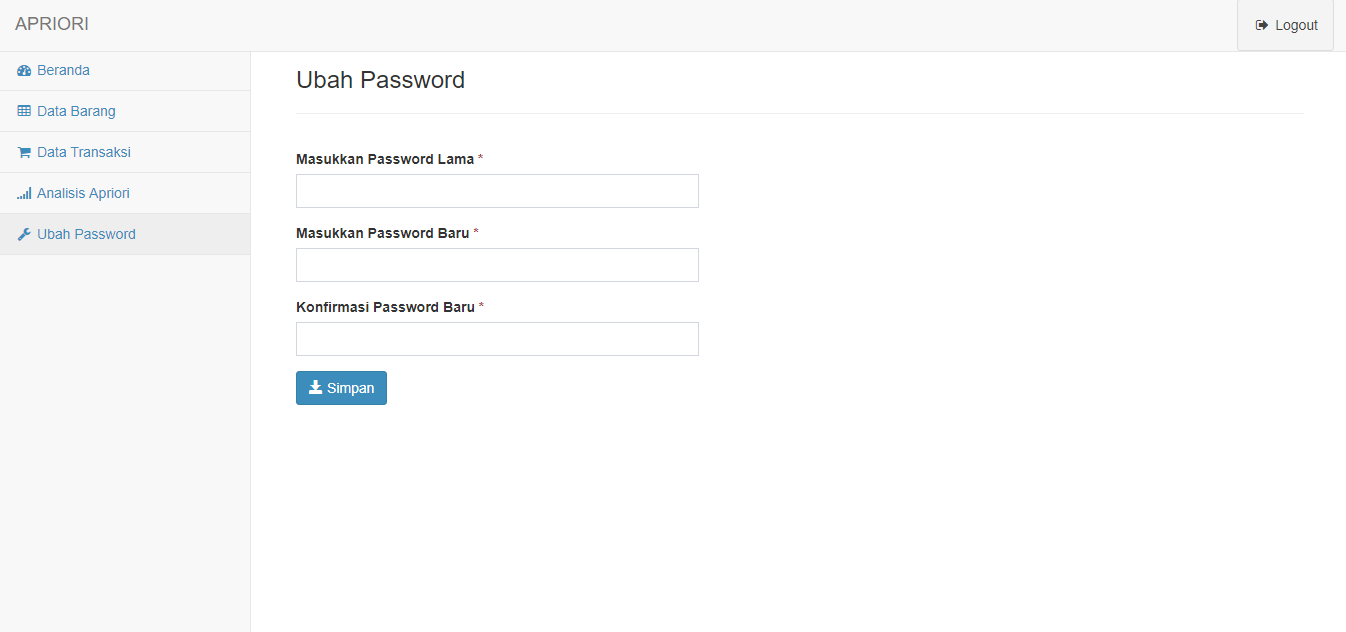 APRIORI
Logout
Beranda
Data Barang
Data Transaksi
Analisis Apriori
Ubah Password
Ubah Password
Masukkan Password Lama *
Masukkan Password Baru *
Konfirmasi Password Baru *
Simpan